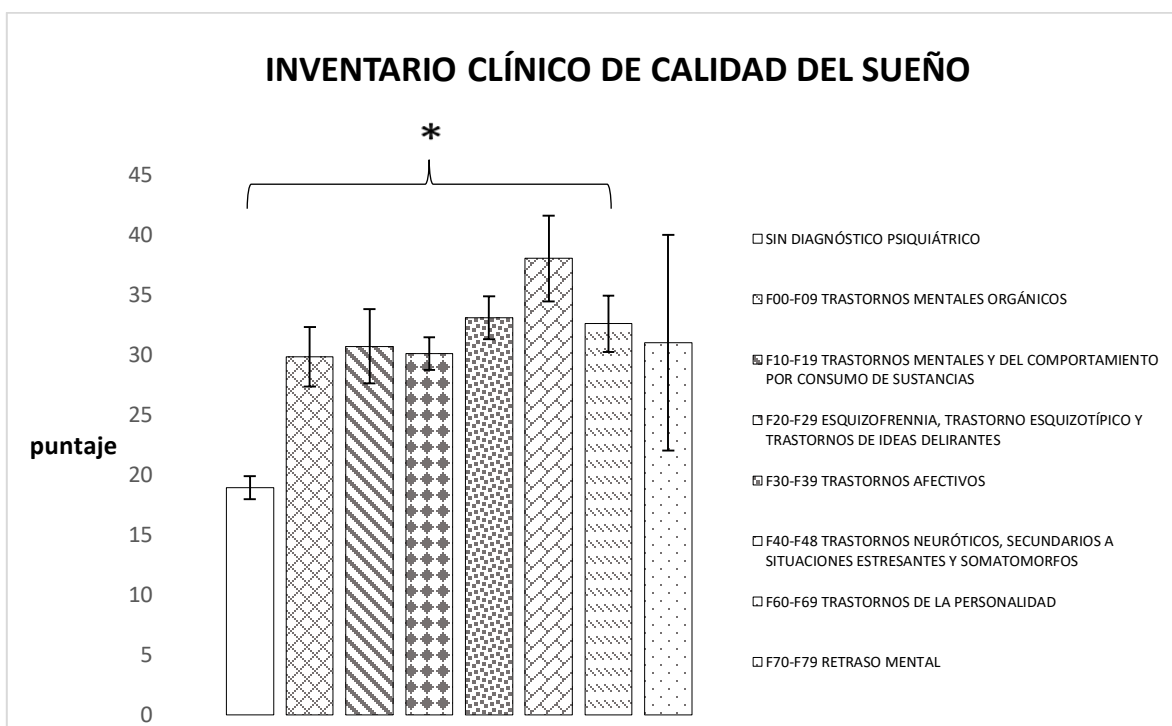 INVENTARIO CLÍNICO DE CALIDAD DEL SUEÑO
*
45
40
35
30
25
puntaje
20
15
10
5
0
SIN DIAGNÓSTICO PSIQUIÁTRICO
F00-F09 TRASTORNOS MENTALES ORGÁNICOS
F10-F19 TRASTORNOS MENTALES Y DEL COMPORTAMIENTO
POR CONSUMO DE SUSTANCIAS
F20-F29 ESQUIZOFRENNIA, TRASTORNO ESQUIZOTÍPICO Y
TRASTORNOS DE IDEAS DELIRANTES
F30-F39 TRASTORNOS AFECTIVOS
F40-F48 TRASTORNOS NEURÓTICOS, SECUNDARIOS A
SITUACIONES ESTRESANTES Y SOMATOMORFOS
F60-F69 TRASTORNOS DE LA PERSONALIDAD
F70-F79 RETRASO MENTAL